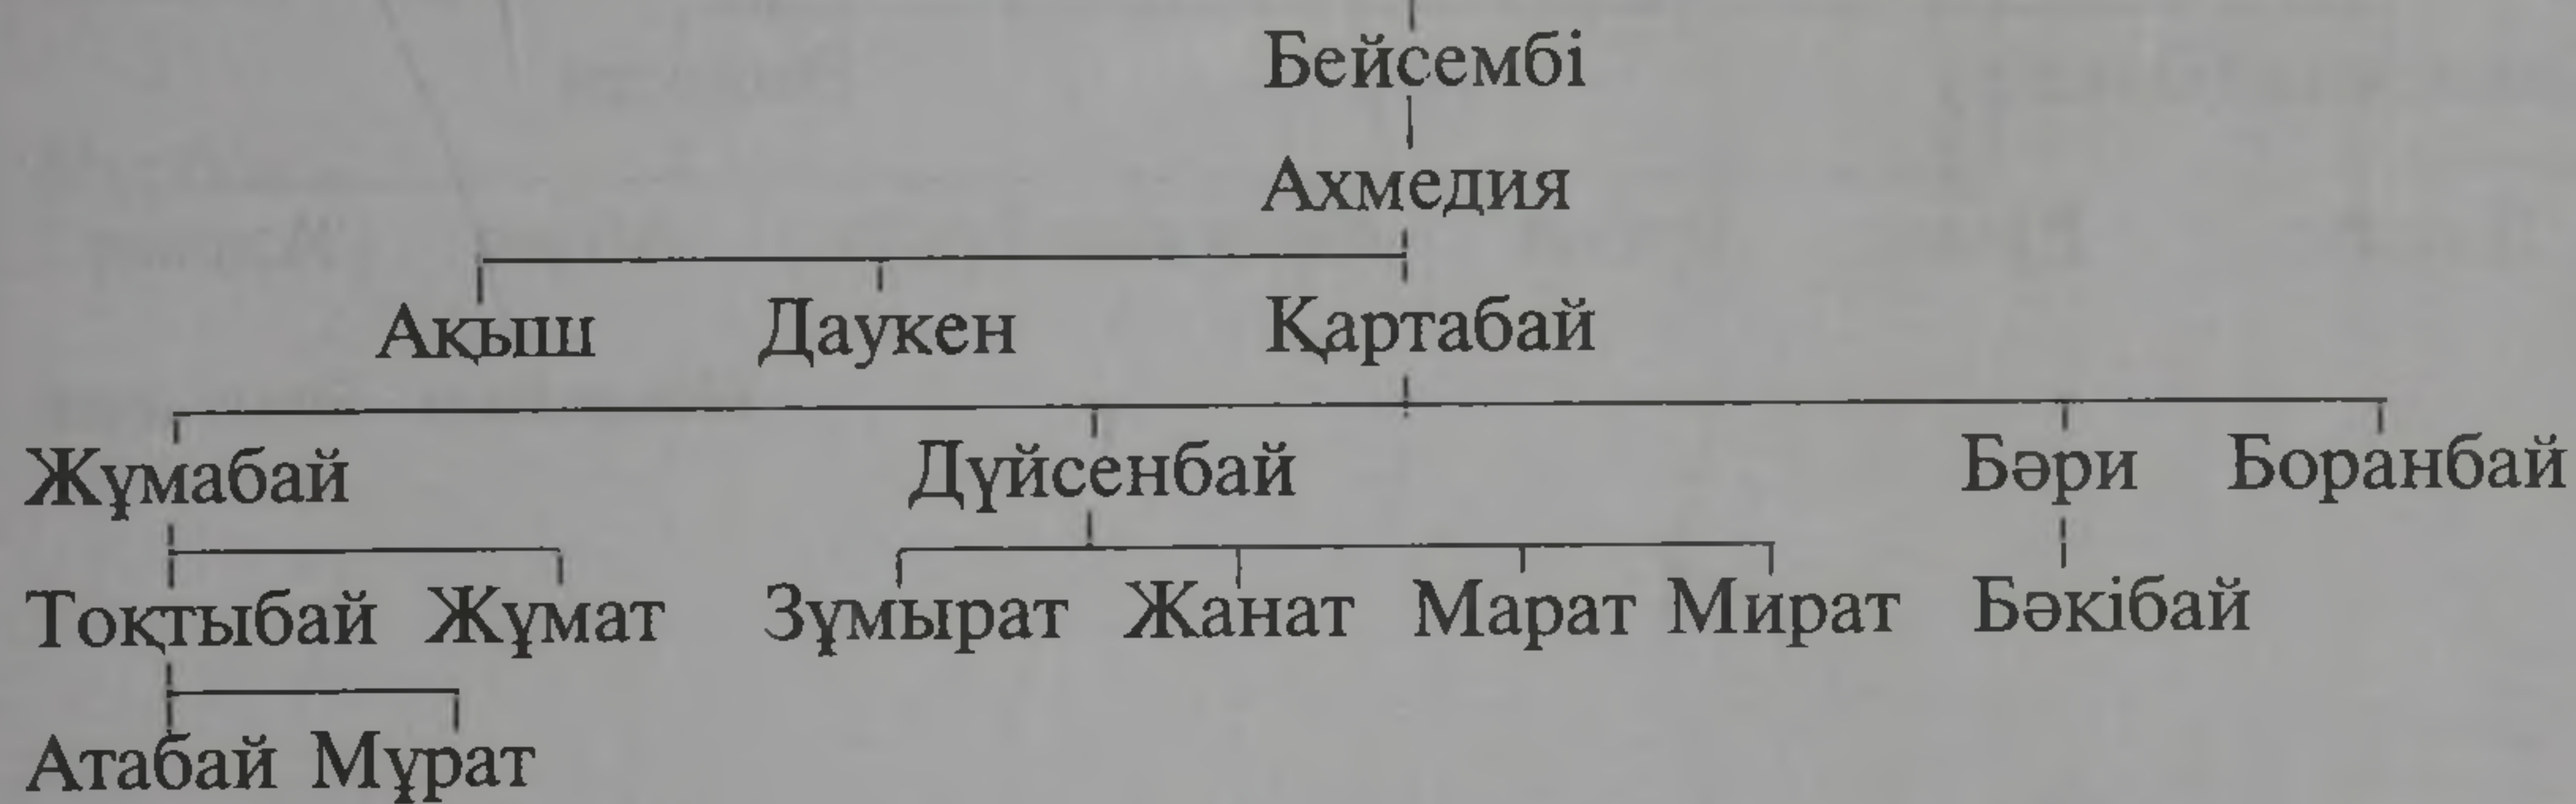 Бейсембі
Ахмедия
Ақыш Даукен Қартабай
Жұмабай Дүйсенбай Бәри Боранбай
Тоқтыбай Жұмат Зұмырат Жанат Марат Мират Бәкібай
Атабай Мұрат